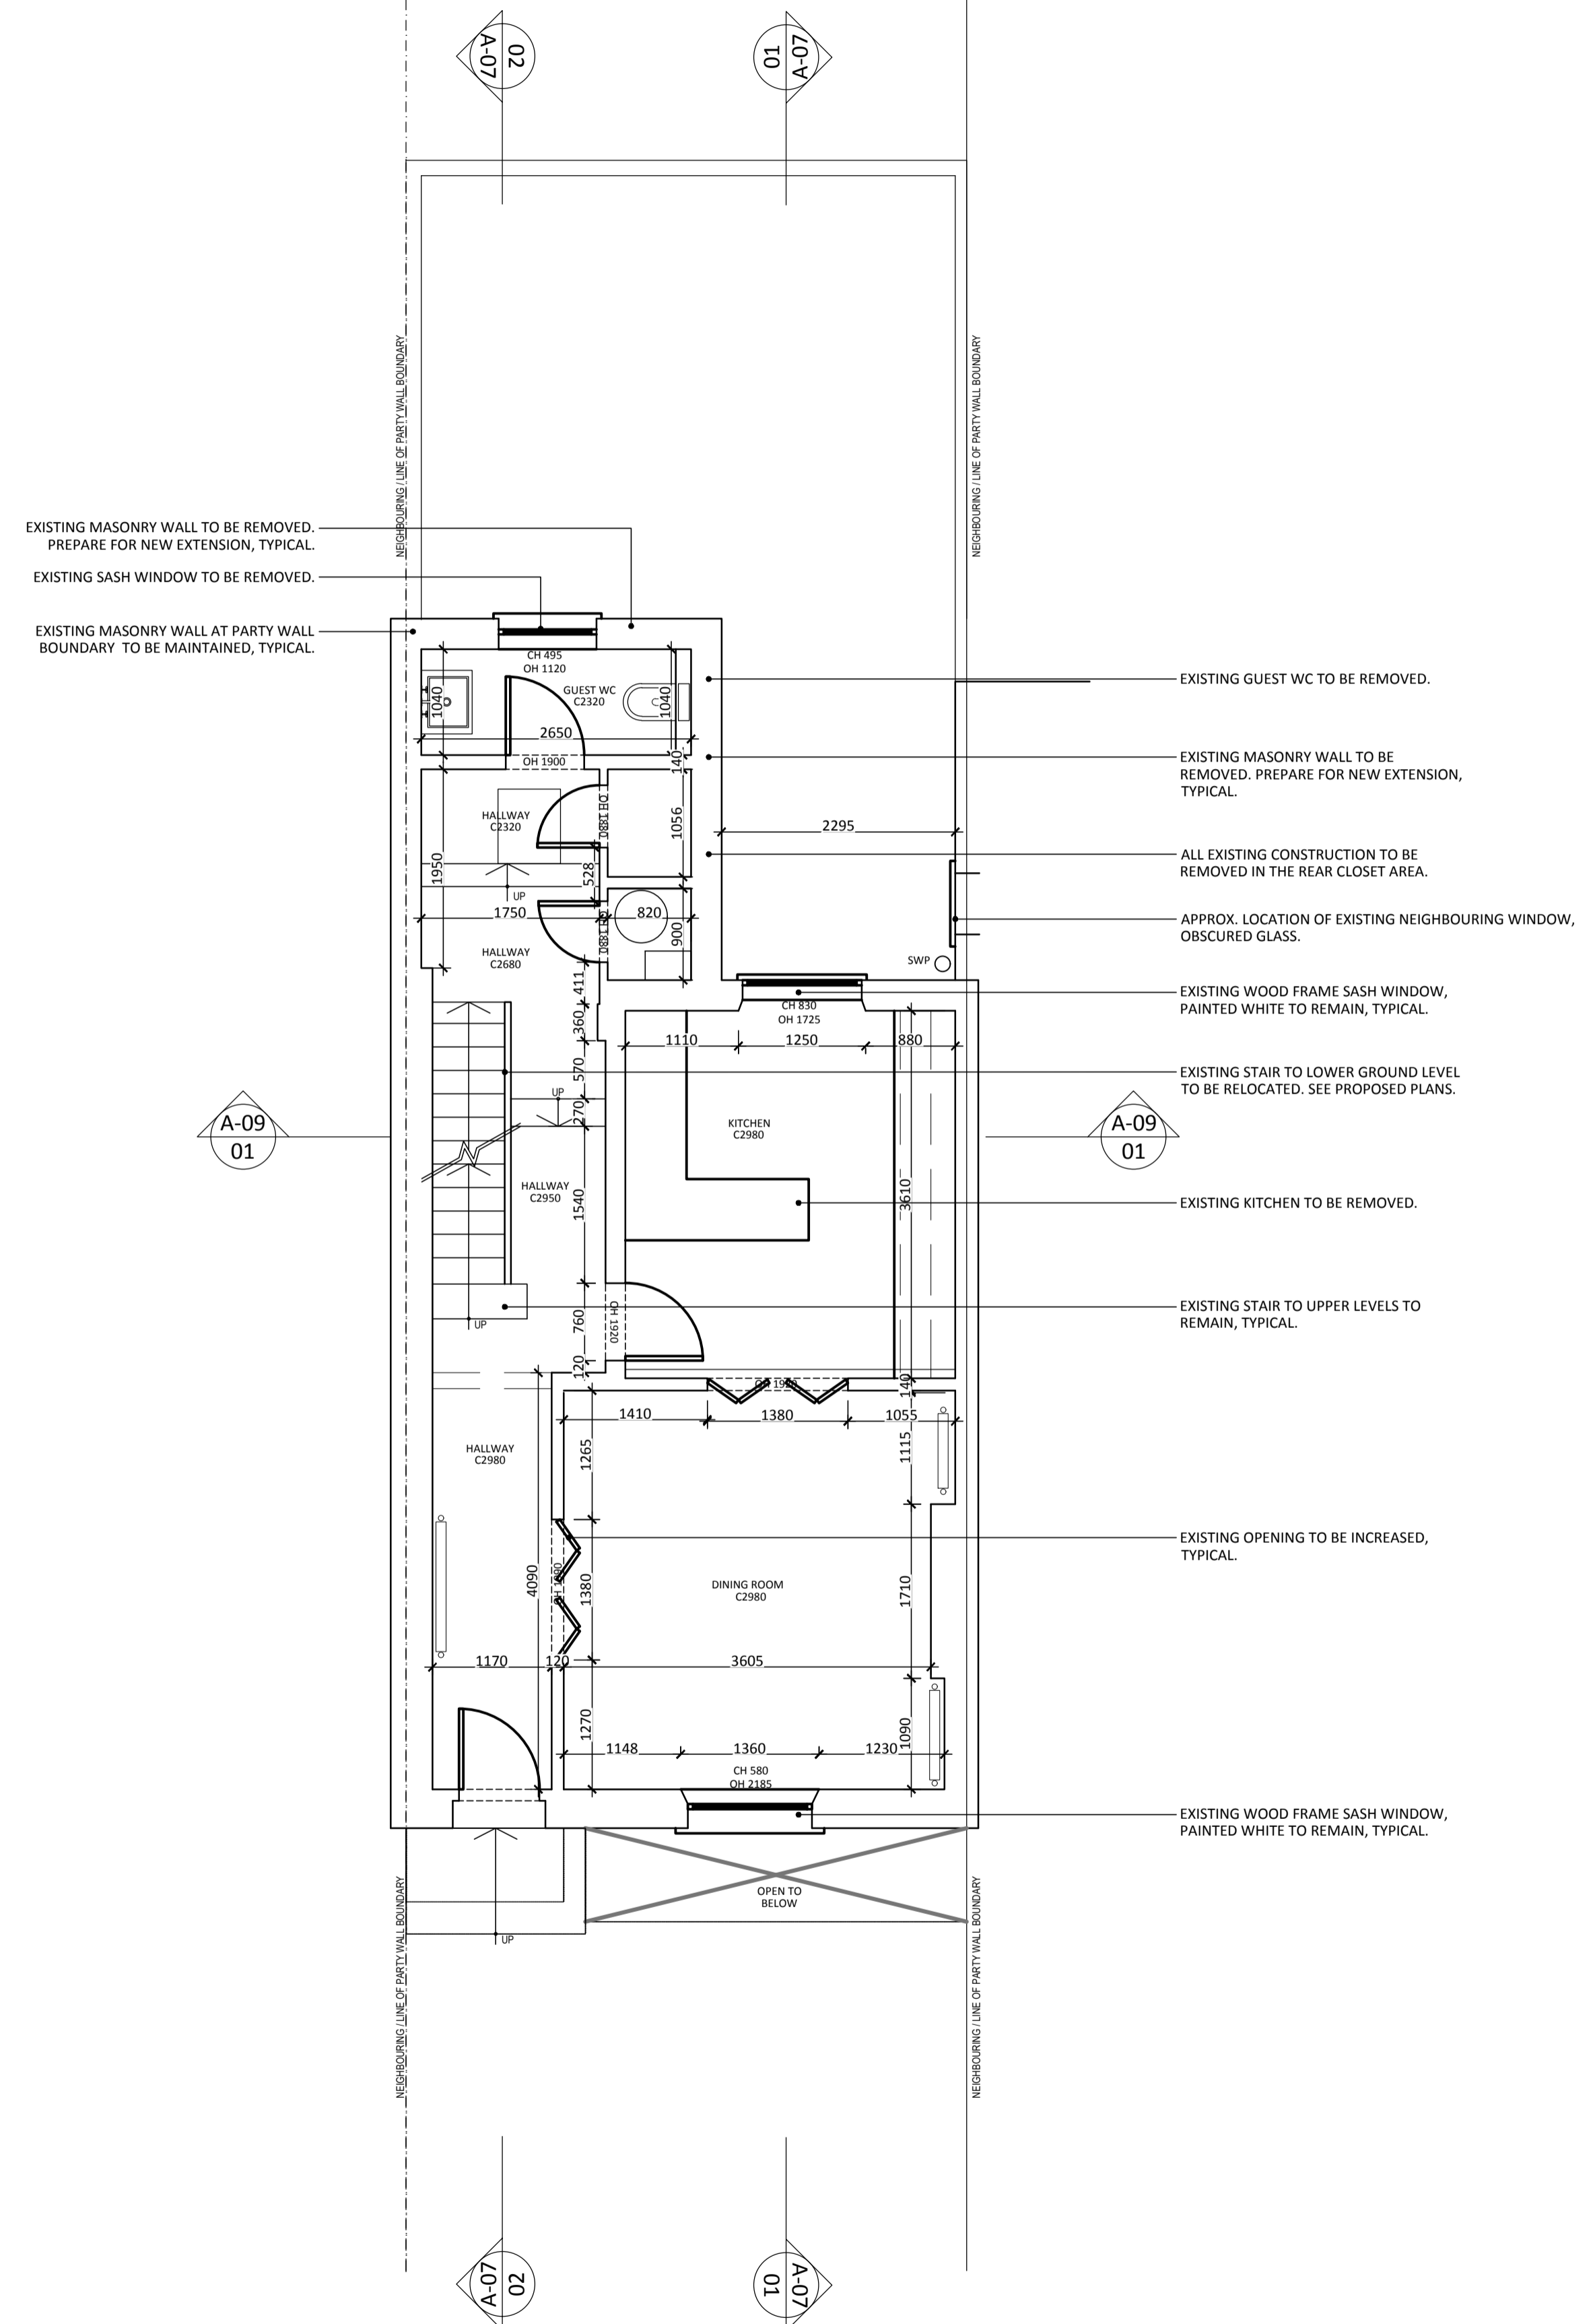 A-07
02
01
A-07
NEIGHBOURING / LINE OF PARTY WALL BOUNDARY
NEIGHBOURING / LINE OF PARTY WALL BOUNDARY
EXISTING MASONRY WALL TO BE REMOVED.
PREPARE FOR NEW EXTENSION, TYPICAL.
EXISTING SASH WINDOW TO BE REMOVED.
EXISTING MASONRY WALL AT PARTY WALL
BOUNDARY TO BE MAINTAINED, TYPICAL.
CH 495
OH 1120
GUEST WC
C2320
1040
1040
2650
OH 1900
140
EXISTING GUEST WC TO BE REMOVED.
EXISTING MASONRY WALL TO BE
REMOVED. PREPARE FOR NEW EXTENSION,
TYPICAL.
HALLWAY
C2320
OH 1880
1056
2295
1950
528
UP
ALL EXISTING CONSTRUCTION TO BE
REMOVED IN THE REAR CLOSET AREA.
1750
820
OH 1880
900
APPROX. LOCATION OF EXISTING NEIGHBOURING WINDOW,
OBSCURED GLASS.
HALLWAY
C2680
SWP
411
EXISTING WOOD FRAME SASH WINDOW,
PAINTED WHITE TO REMAIN, TYPICAL.
CH 830
OH 1725
360
1110
1250
880
570
EXISTING STAIR TO LOWER GROUND LEVEL
TO BE RELOCATED. SEE PROPOSED PLANS.
UP
270
A-09
01
KITCHEN
C2980
A-09
01
HALLWAY
C2950
1540
3610
EXISTING KITCHEN TO BE REMOVED.
760
OH 1920
UP
EXISTING STAIR TO UPPER LEVELS TO
REMAIN, TYPICAL.
120
140
1410
1380
1055
HALLWAY
C2980
1265
1115
EXISTING OPENING TO BE INCREASED,
TYPICAL.
4090
1380
DINING ROOM
C2980
1710
1170
120
3605
1270
1090
1148
1360
1230
CH 580
OH 2185
EXISTING WOOD FRAME SASH WINDOW,
PAINTED WHITE TO REMAIN, TYPICAL.
OPEN TO
BELOW
UP
NEIGHBOURING / LINE OF PARTY WALL BOUNDARY
NEIGHBOURING / LINE OF PARTY WALL BOUNDARY
A-07
02
A-07
01